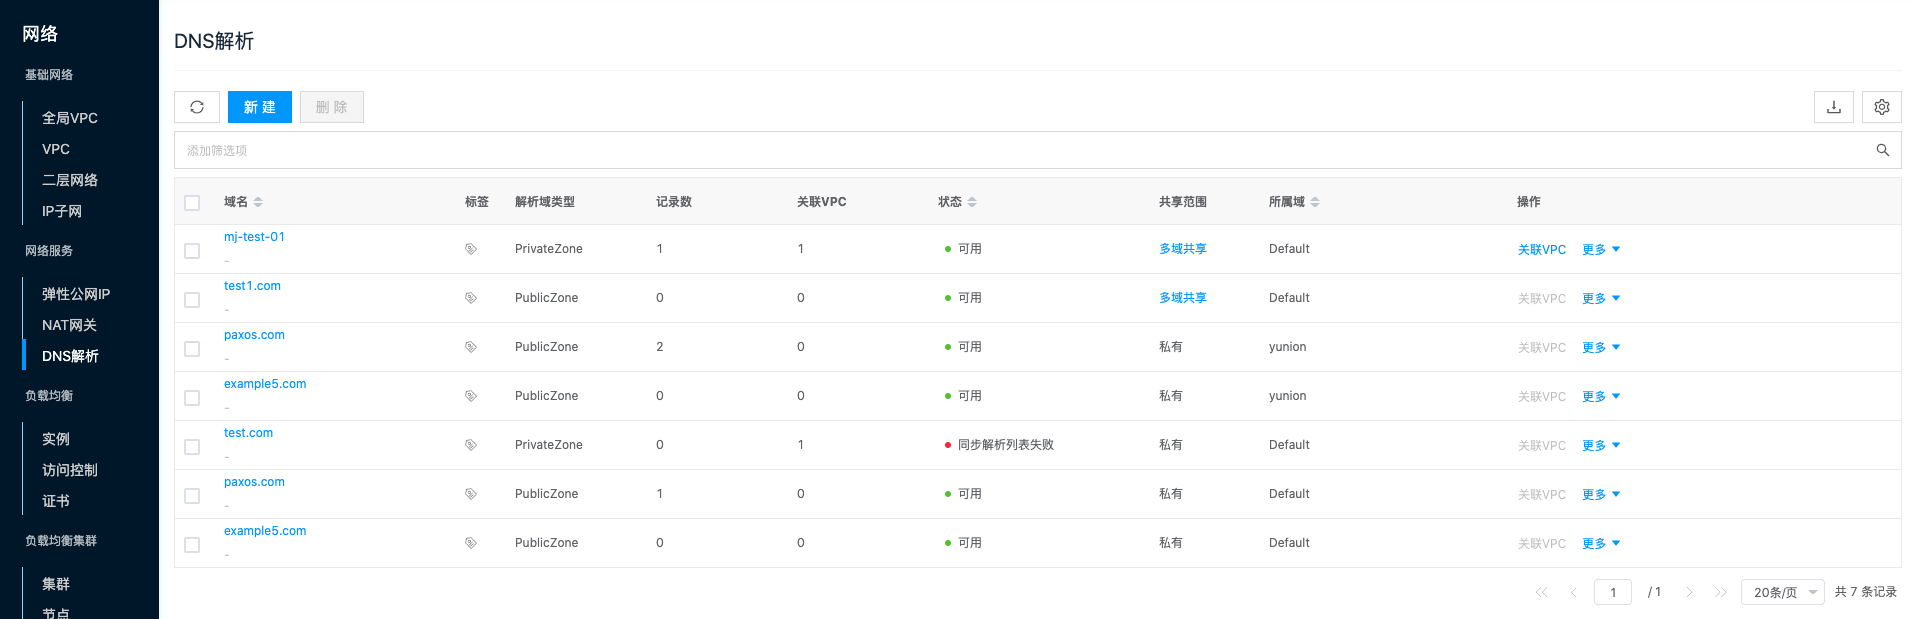 网络
基础网络
全局VPC
VPC
二层网络
IP子网
网络服务
弹性公网IP
NAT网关
DNS解析
负载均衡
实例
访问控制
证书
负载均衡集群
集群
节点
DNS解析
新建 删除
添加筛选项
域名 标签 解析域类型 记录数 关联VPC 状态 共享范围 所属域 操作
mj-test-01 PrivateZone 1 1 可用 多域共享 Default 关联VPC 更多
-
test1.com PublicZone 0 0 可用 多域共享 Default 关联VPC 更多
-
paxos.com PublicZone 2 0 可用 私有 yunion 关联VPC 更多
-
example5.com PublicZone 0 0 可用 私有 yunion 关联VPC 更多
-
test.com PrivateZone 0 1 同步解析列表失败 私有 Default 关联VPC 更多
-
paxos.com PublicZone 1 0 可用 私有 Default 关联VPC 更多
-
example5.com PublicZone 0 0 可用 私有 Default 关联VPC 更多
-
1 / 1 20条/页 共 7 条记录